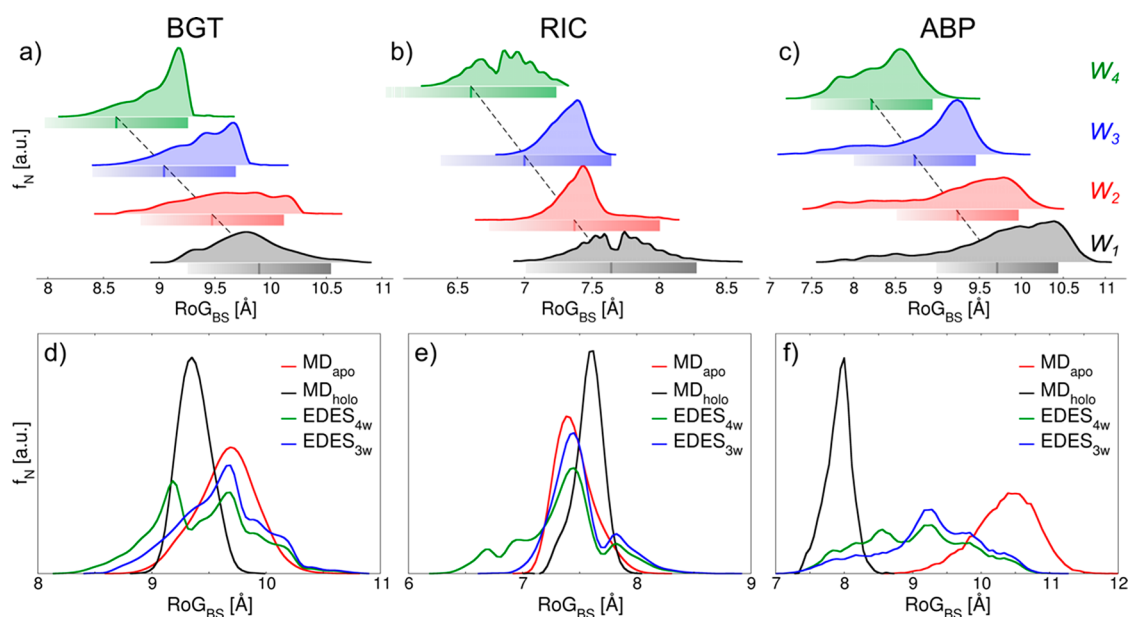 BGT RIC ABP
a) b) c)
W4
W3
W2
W1
fN [a.u.]
8 8.5 9 9.5 10 10.5 11
6.5 7 7.5 8 8.5
7 7.5 8 8.5 9 9.5 10 10.5 11
RoGBS [Å] RoGBS [Å] RoGBS [Å]
d) e) f)
MDapo MDapo MDapo
MDholo MDholo MDholo
EDES4w EDES4w EDES4w
EDES3w EDES3w EDES3w
fN [a.u.]
8 9 10 11
6 7 8 9
7 8 9 10 11 12
RoGBS [Å] RoGBS [Å] RoGBS [Å]